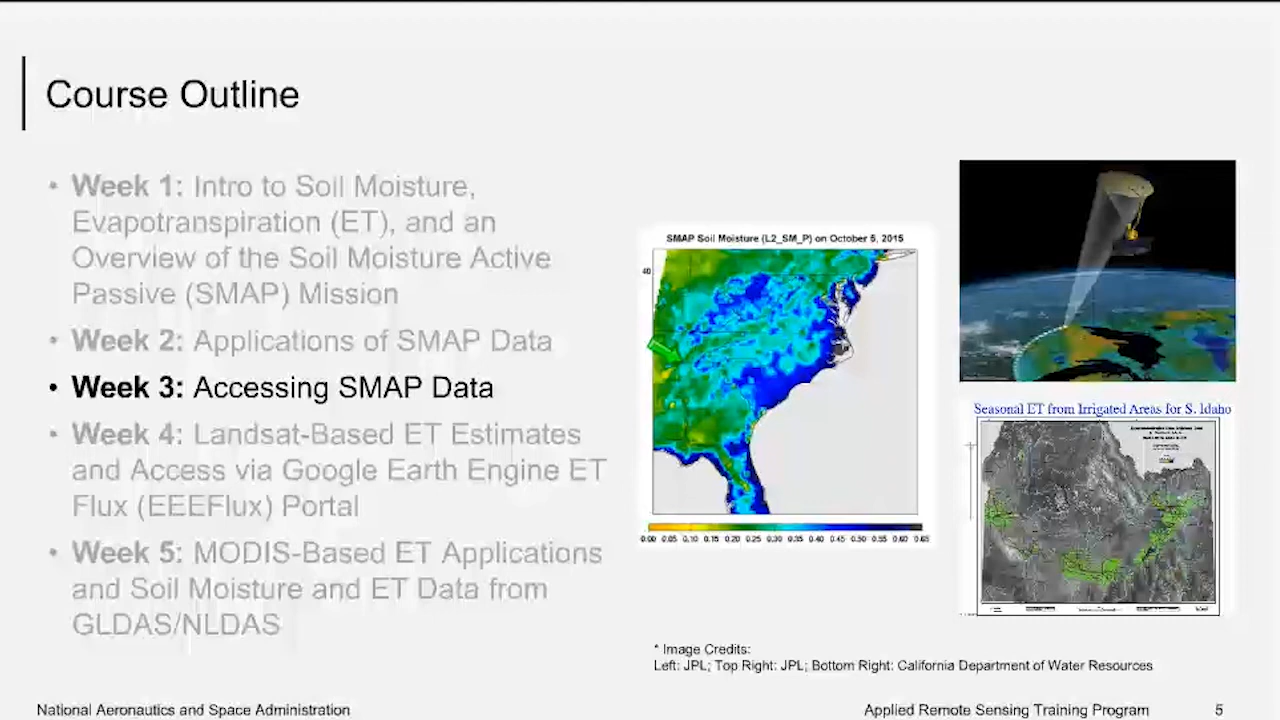 Course Outline
• Week 1: Intro to Soil Moisture,
Evapotranspiration (ET), and an
Overview of the Soil Moisture Active
Passive (SMAP) Mission
• Week 2: Applications of SMAP Data
• Week 3: Accessing SMAP Data
• Week 4: Landsat-Based ET Estimates
and Access via Google Earth Engine ET
Flux (EEEFlux) Portal
• Week 5: MODIS-Based ET Applications
and Soil Moisture and ET Data from
GLDAS/NLDAS
SMAP Soil Moisture (L2_SM_P) on October 5, 2015
40
0.00 0.05 0.10 0.15 0.20 0.25 0.30 0.35 0.40 0.45 0.50 0.55 0.60 0.65
Seasonal ET from Irrigated Areas for S. Idaho
* Image Credits:
Left: JPL; Top Right: JPL; Bottom Right: California Department of Water Resources
National Aeronautics and Space Administration
Applied Remote Sensing Training Program
5